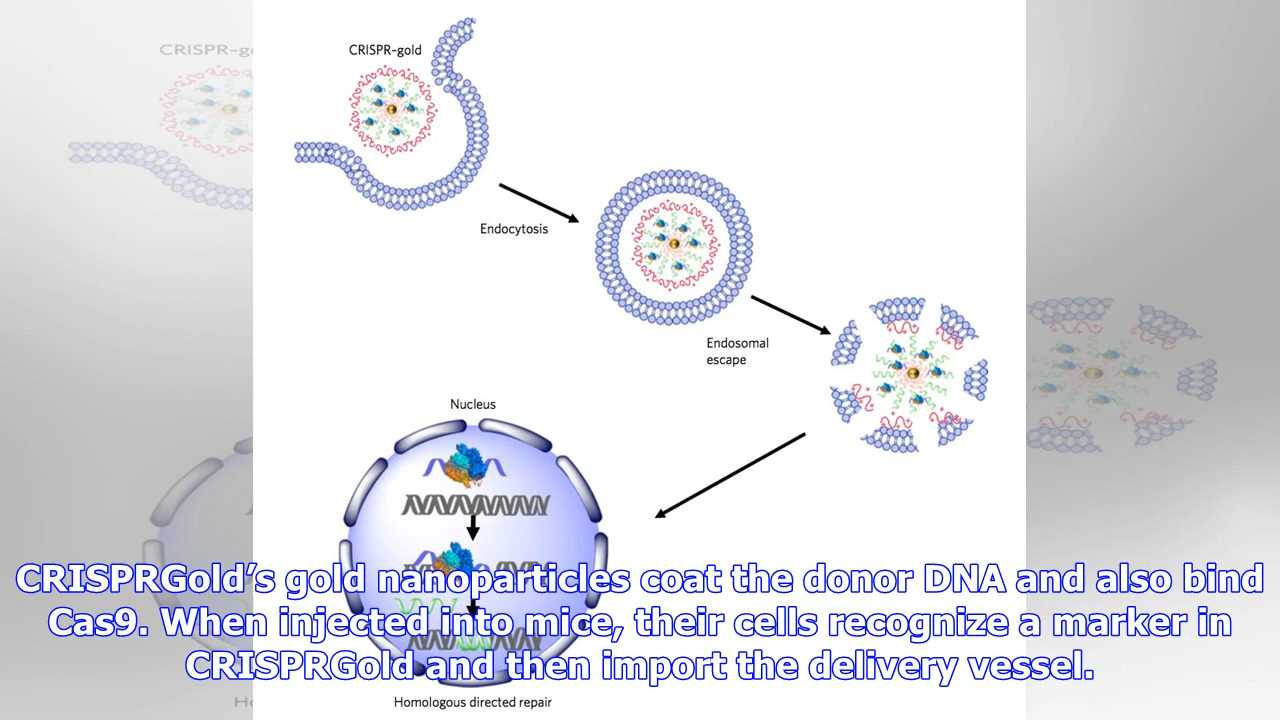 CRISPR-gold
CRISPR-g
Endocytosis
Endosomal
escape
Nucleus
CRISPRGold’s gold nanoparticles coat the donor DNA and also bind
Cas9. When injected into mice, their cells recognize a marker in
CRISPRGold and then import the delivery vessel.
Homologous directed repair